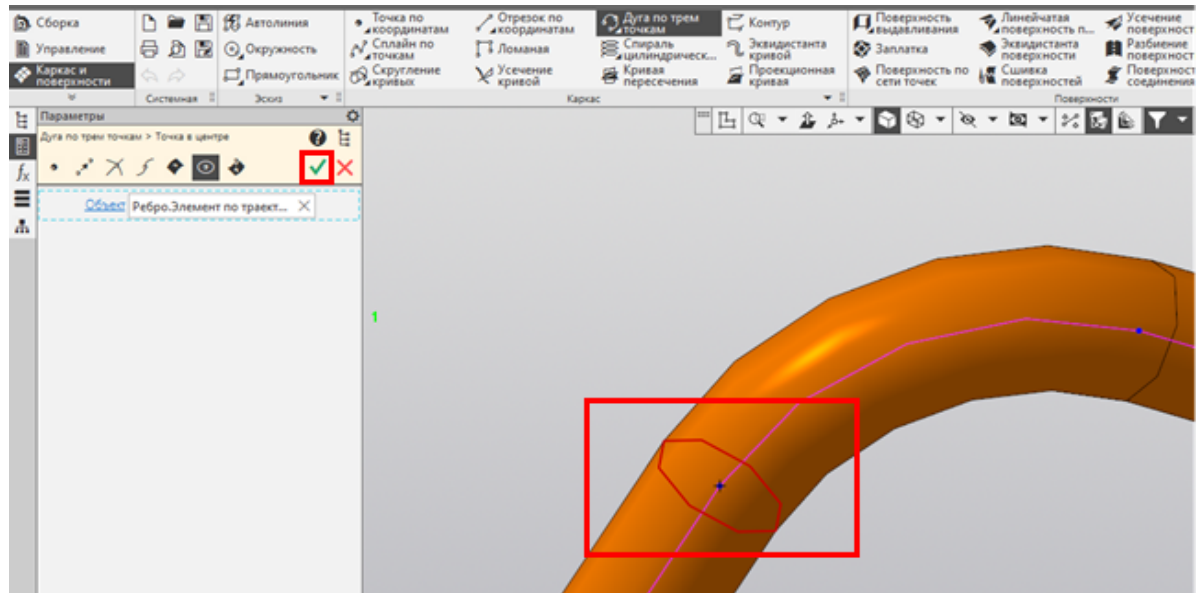 Сборка
Управление
Каркас и
поверхности
Системная
Автолиния
Окружность
Прямоугольник
Эскиз
Точка по
координатам
Сплайн по
точкам
Скругление
кривых
Отрезок по
координатам
Ломаная
Усечение
кривой
Дуга по трем
точкам
Спираль
цилиндрическ...
Кривая
пересечения
Контур
Эквидистанта
кривой
Проекционная
кривая
Каркас
Поверхность
выдавливания
Заплатка
Поверхность по
сети точек
Линейчатая
поверхность п...
Эквидистанта
поверхности
Сшивка
поверхностей
Усечение
поверхност
Разбиение
поверхност
Поверхност
соединения
Поверхности
Параметры
Дуга по трем точкам > Точка в центре
Объект Ребро.Элемент по траект...
1